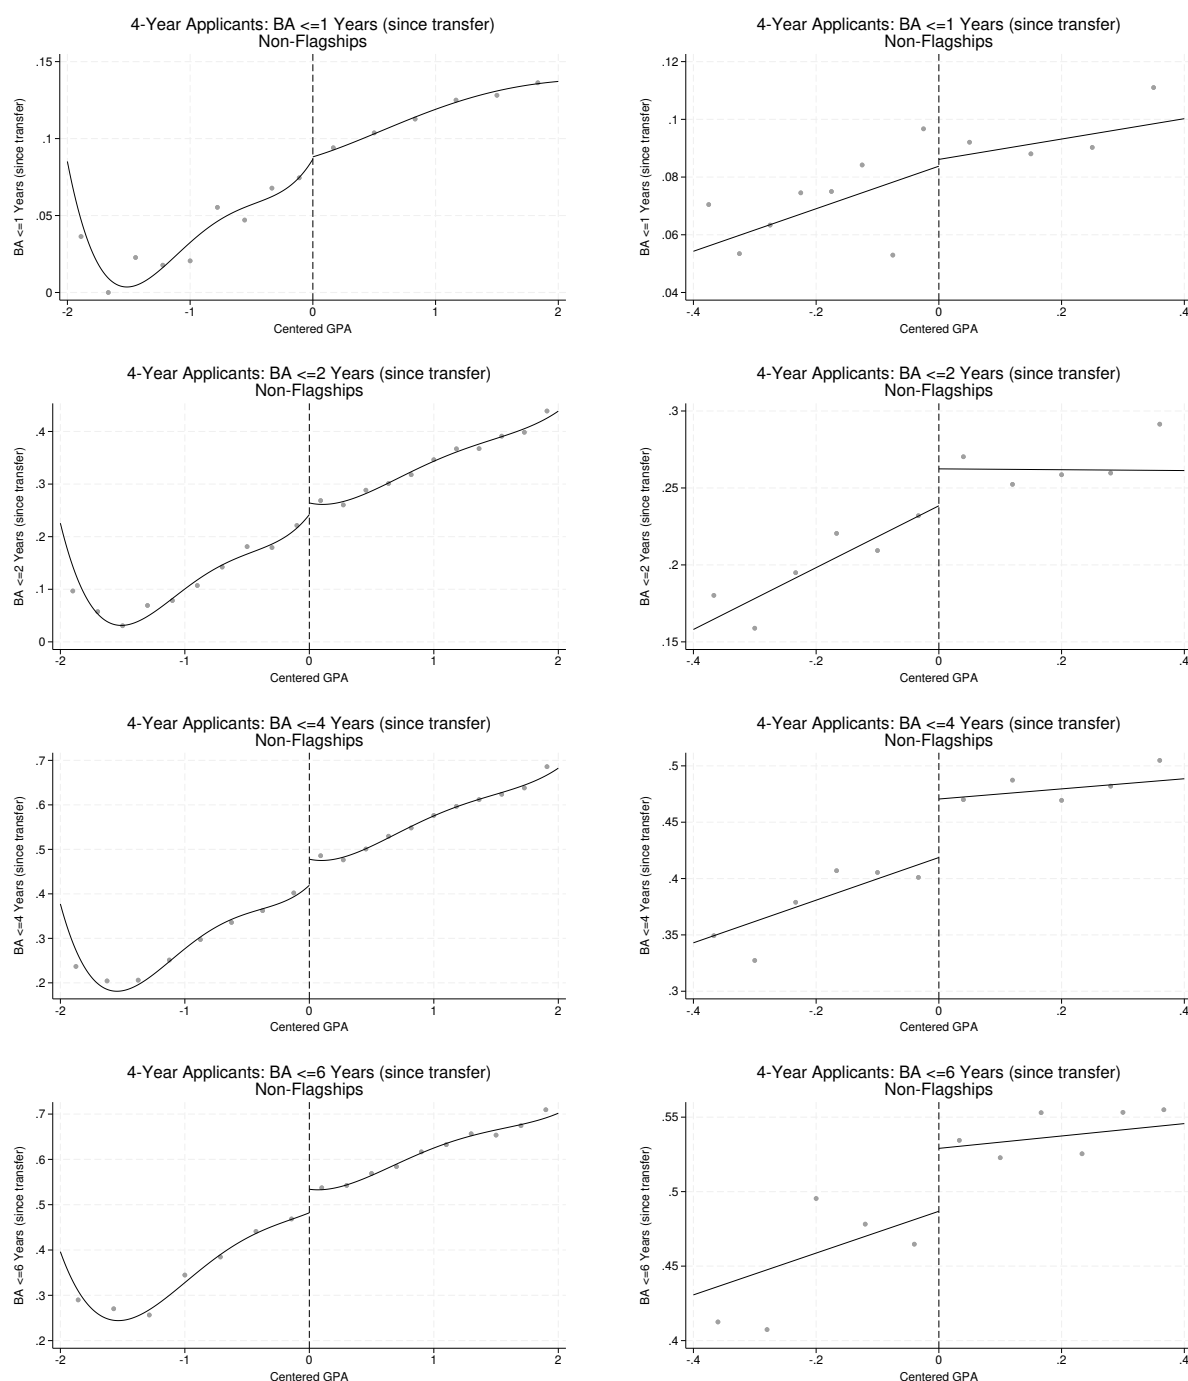 4-Year Applicants: BA <=1 Years (since transfer)
Non-Flagships
BA <=1 Years (since transfer)
.15
.1
.05
0
-2
-1
0
1
2
Centered GPA
4-Year Applicants: BA <=1 Years (since transfer)
Non-Flagships
BA <=1 Years (since transfer)
.12
.1
.08
.06
.04
-.4
-.2
0
.2
.4
Centered GPA
4-Year Applicants: BA <=2 Years (since transfer)
Non-Flagships
BA <=2 Years (since transfer)
.4
.3
.2
.1
0
-2
-1
0
1
2
Centered GPA
4-Year Applicants: BA <=2 Years (since transfer)
Non-Flagships
BA <=2 Years (since transfer)
.3
.25
.2
.15
-.4
-.2
0
.2
.4
Centered GPA
4-Year Applicants: BA <=4 Years (since transfer)
Non-Flagships
BA <=4 Years (since transfer)
.7
.6
.5
.4
.3
.2
-2
-1
0
1
2
Centered GPA
4-Year Applicants: BA <=4 Years (since transfer)
Non-Flagships
BA <=4 Years (since transfer)
.5
.45
.4
.35
.3
-.4
-.2
0
.2
.4
Centered GPA
4-Year Applicants: BA <=6 Years (since transfer)
Non-Flagships
BA <=6 Years (since transfer)
.7
.6
.5
.4
.3
.2
-2
-1
0
1
2
Centered GPA
4-Year Applicants: BA <=6 Years (since transfer)
Non-Flagships
BA <=6 Years (since transfer)
.55
.5
.45
.4
-.4
-.2
0
.2
.4
Centered GPA